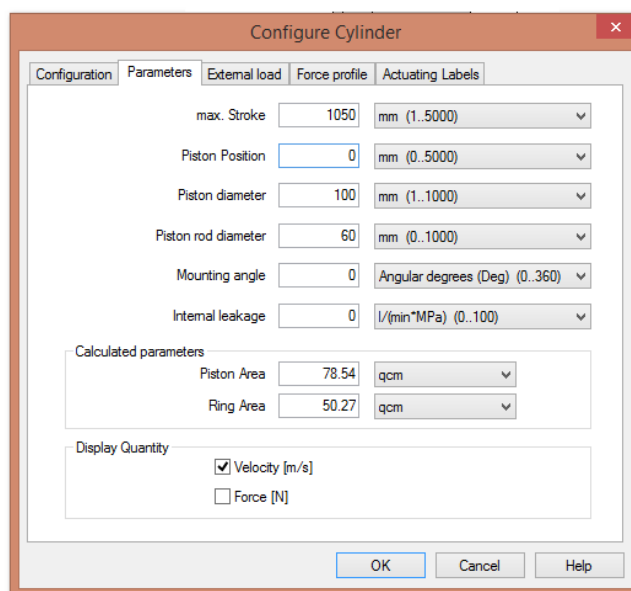 Configure Cylinder
Configuration Parameters External load Force profile Actuating Labels
max. Stroke 1050 mm (1..5000)
Piston Position 0 mm (0..5000)
Piston diameter 100 mm (1..1000)
Piston rod diameter 60 mm (0..1000)
Mounting angle 0 Angular degrees (Deg) (0..360)
Internal leakage 0 l/(min*MPa) (0..100)
Calculated parameters
Piston Area 78.54 qcm
Ring Area 50.27 qcm
Display Quantity
Velocity [m/s]
Force [N]
OK Cancel Help